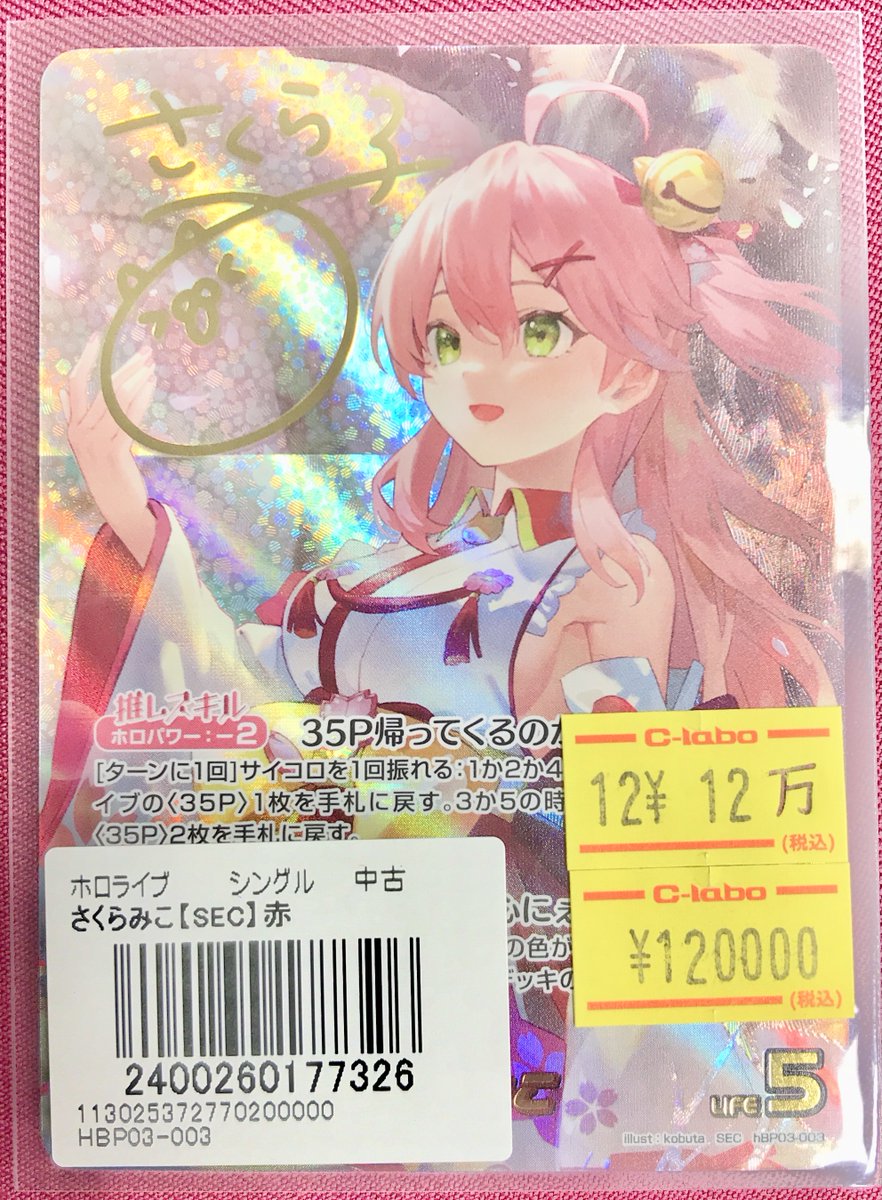 さくら
推しスキル
ホロパワー：－2
35P帰ってくるの
[ターンに1回]サイコロを1回振れる：1か2か4
イブの〈35P〉1枚を手札に戻す。3か5の時
〈35P〉2枚を手札に戻す。
C-labo
12¥ 12万
(税込)
C-labo
¥120000
(税込)
ホロライブ シングル 中古
さくらみこ【SEC】赤
2400260177326
113025372770200000
HBP03-003
にぇ
の色が
デッキの
LIFE 5
illust：kobuta SEC hBP03-003